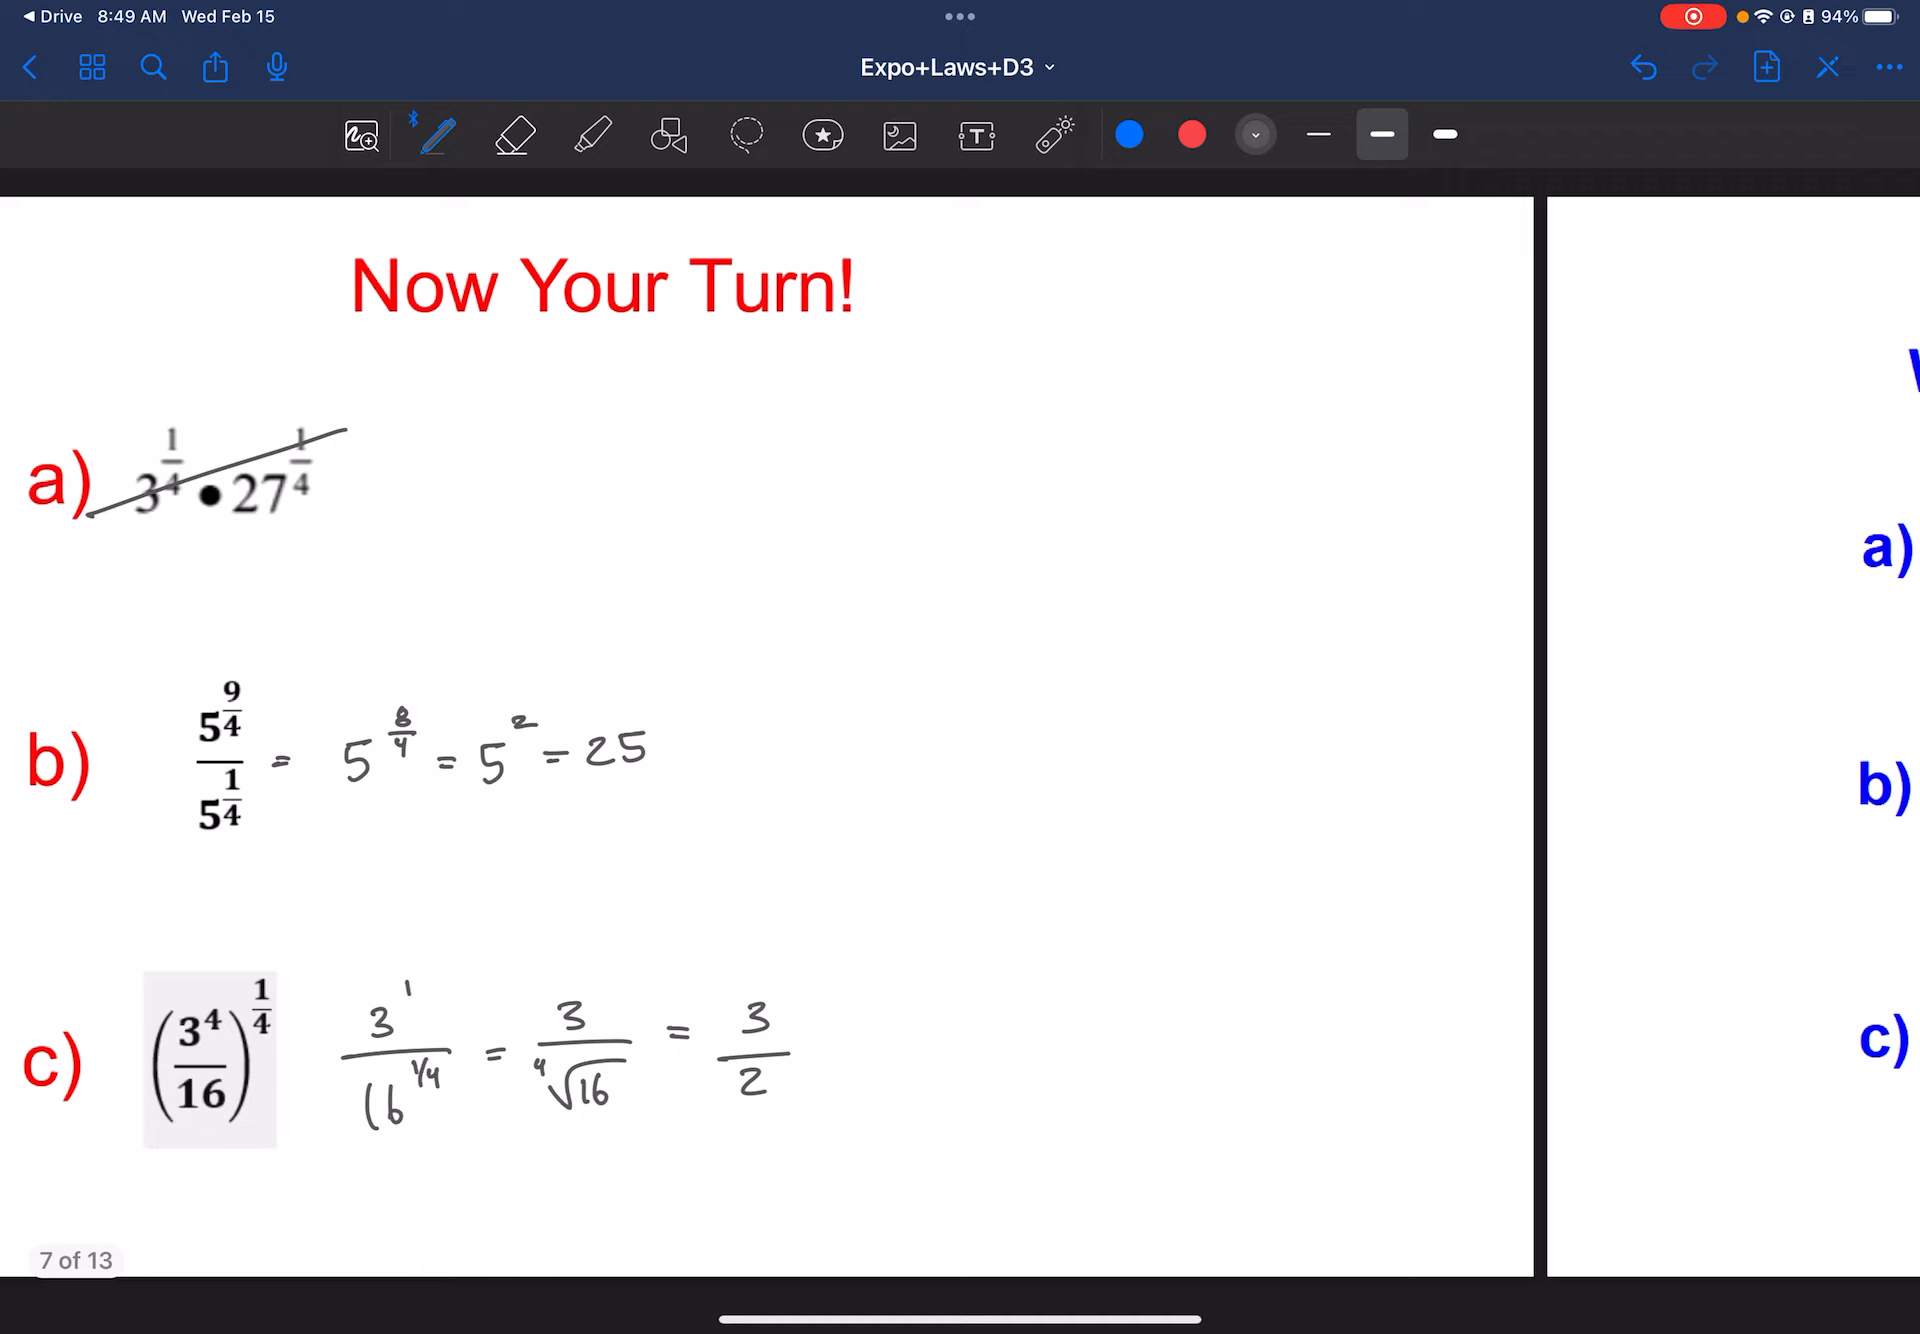 Drive 8:49 AM Wed Feb 15 94%
Expo+Laws+D3
T
Now Your Turn!
a) 3^(1/4) • 27^(1/4)
b) 5^(9/4) / 5^(1/4) = 5^(8/4) = 5^2 = 25
c) (3^4/16)^(1/4) 3^1 / 16^(1/4) = 3 / ⁴√16 = 3/2
7 of 13
a)
b)
c)